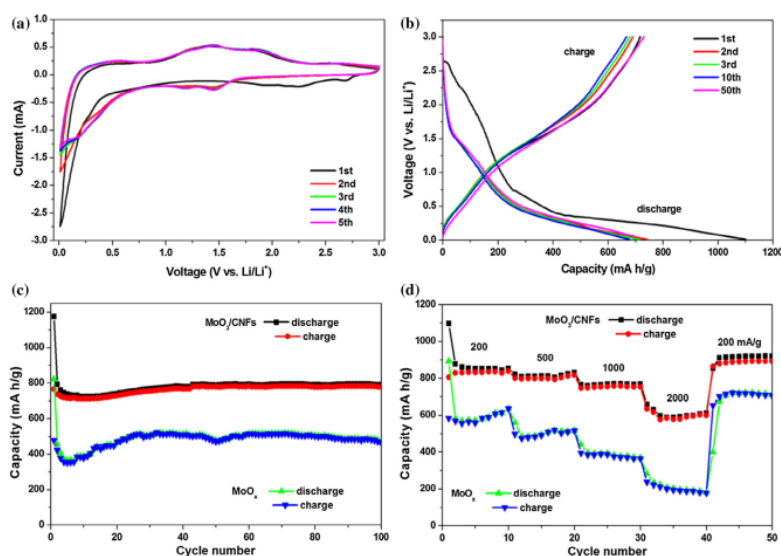 (a)
1.0
0.5
0.0
-0.5
-1.0
-1.5
-2.0
-2.5
-3.0
Current (mA)
1st
2nd
3rd
4th
5th
0.0 0.5 1.0 1.5 2.0 2.5 3.0
Voltage (V vs. Li/Li⁺)
(b)
3.0
2.5
2.0
1.5
1.0
0.5
0.0
Voltage (V vs. Li/Li⁺)
charge
discharge
1st
2nd
3rd
10th
50th
0 200 400 600 800 1000 1200
Capacity (mA h/g)
(c)
1200
1000
800
600
400
200
0
Capacity (mA h/g)
MoO₂/CNFs discharge
charge
MoOₓ discharge
charge
0 20 40 60 80 100
Cycle number
(d)
1200
1000
800
600
400
200
0
Capacity (mA h/g)
MoO₂/CNFs discharge
charge
200 500 1000 2000 200 mA/g
MoOₓ discharge
charge
0 10 20 30 40 50
Cycle number